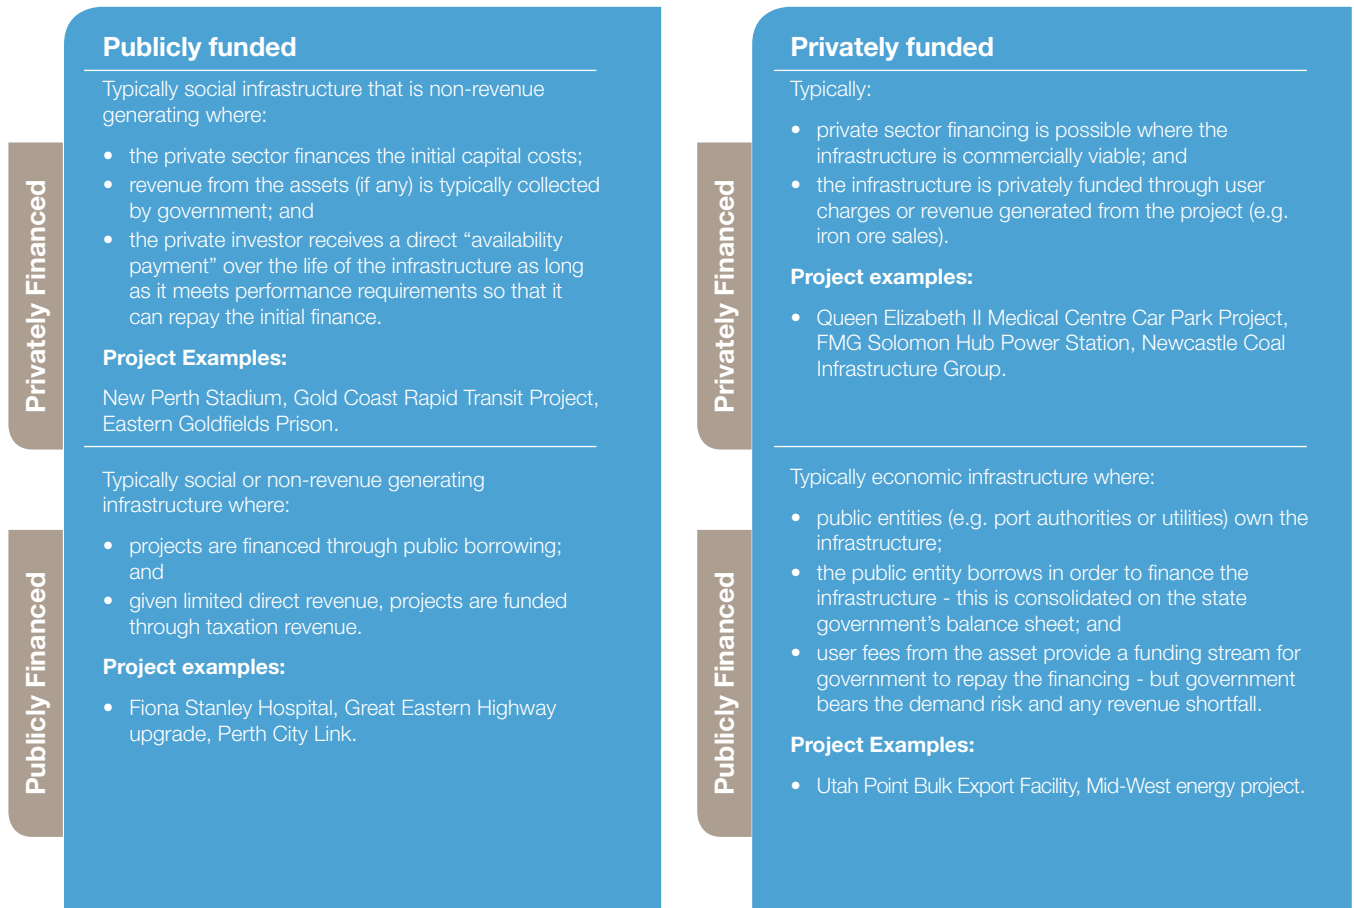 Publicly funded
Typically social infrastructure that is non-revenue
generating where:
Privately Financed
• the private sector finances the initial capital costs;
• revenue from the assets (if any) is typically collected
by government; and
• the private investor receives a direct “availability
payment” over the life of the infrastructure as long
as it meets performance requirements so that it
can repay the initial finance.
Project Examples:
New Perth Stadium, Gold Coast Rapid Transit Project,
Eastern Goldfields Prison.
Typically social or non-revenue generating
infrastructure where:
Publicly Financed
• projects are financed through public borrowing;
and
• given limited direct revenue, projects are funded
through taxation revenue.
Project examples:
• Fiona Stanley Hospital, Great Eastern Highway
upgrade, Perth City Link.
Privately funded
Typically:
Privately Financed
• private sector financing is possible where the
infrastructure is commercially viable; and
• the infrastructure is privately funded through user
charges or revenue generated from the project (e.g.
iron ore sales).
Project examples:
• Queen Elizabeth II Medical Centre Car Park Project,
FMG Solomon Hub Power Station, Newcastle Coal
Infrastructure Group.
Typically economic infrastructure where:
Publicly Financed
• public entities (e.g. port authorities or utilities) own the
infrastructure;
• the public entity borrows in order to finance the
infrastructure - this is consolidated on the state
government’s balance sheet; and
• user fees from the asset provide a funding stream for
government to repay the financing - but government
bears the demand risk and any revenue shortfall.
Project Examples:
• Utah Point Bulk Export Facility, Mid-West energy project.